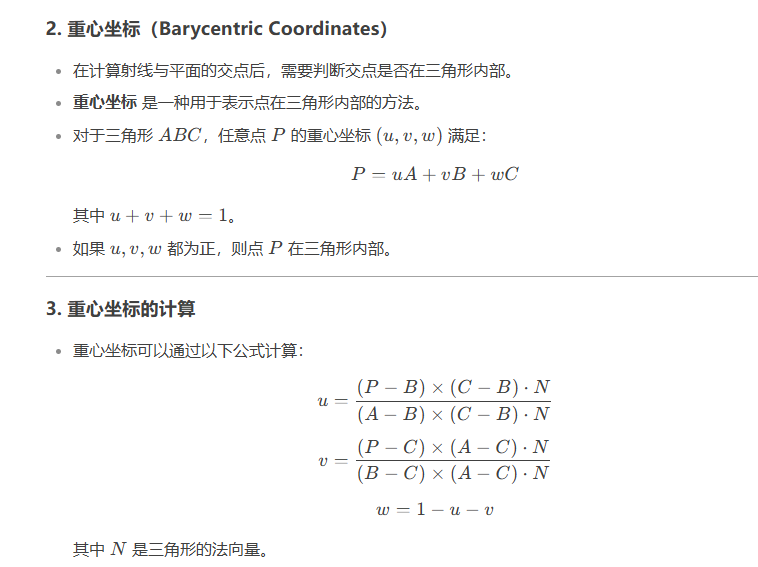 2. 重心坐标（Barycentric Coordinates）
• 在计算射线与平面的交点后，需要判断交点是否在三角形内部。
• 重心坐标 是一种用于表示点在三角形内部的方法。
• 对于三角形 ABC，任意点 P 的重心坐标 (u, v, w) 满足：
P = uA + vB + wC
其中 u + v + w = 1。
• 如果 u, v, w 都为正，则点 P 在三角形内部。
3. 重心坐标的计算
• 重心坐标可以通过以下公式计算：
u = \frac{(P − B) × (C − B) · N}{(A − B) × (C − B) · N}
v = \frac{(P − C) × (A − C) · N}{(B − C) × (A − C) · N}
w = 1 − u − v
其中 N 是三角形的法向量。